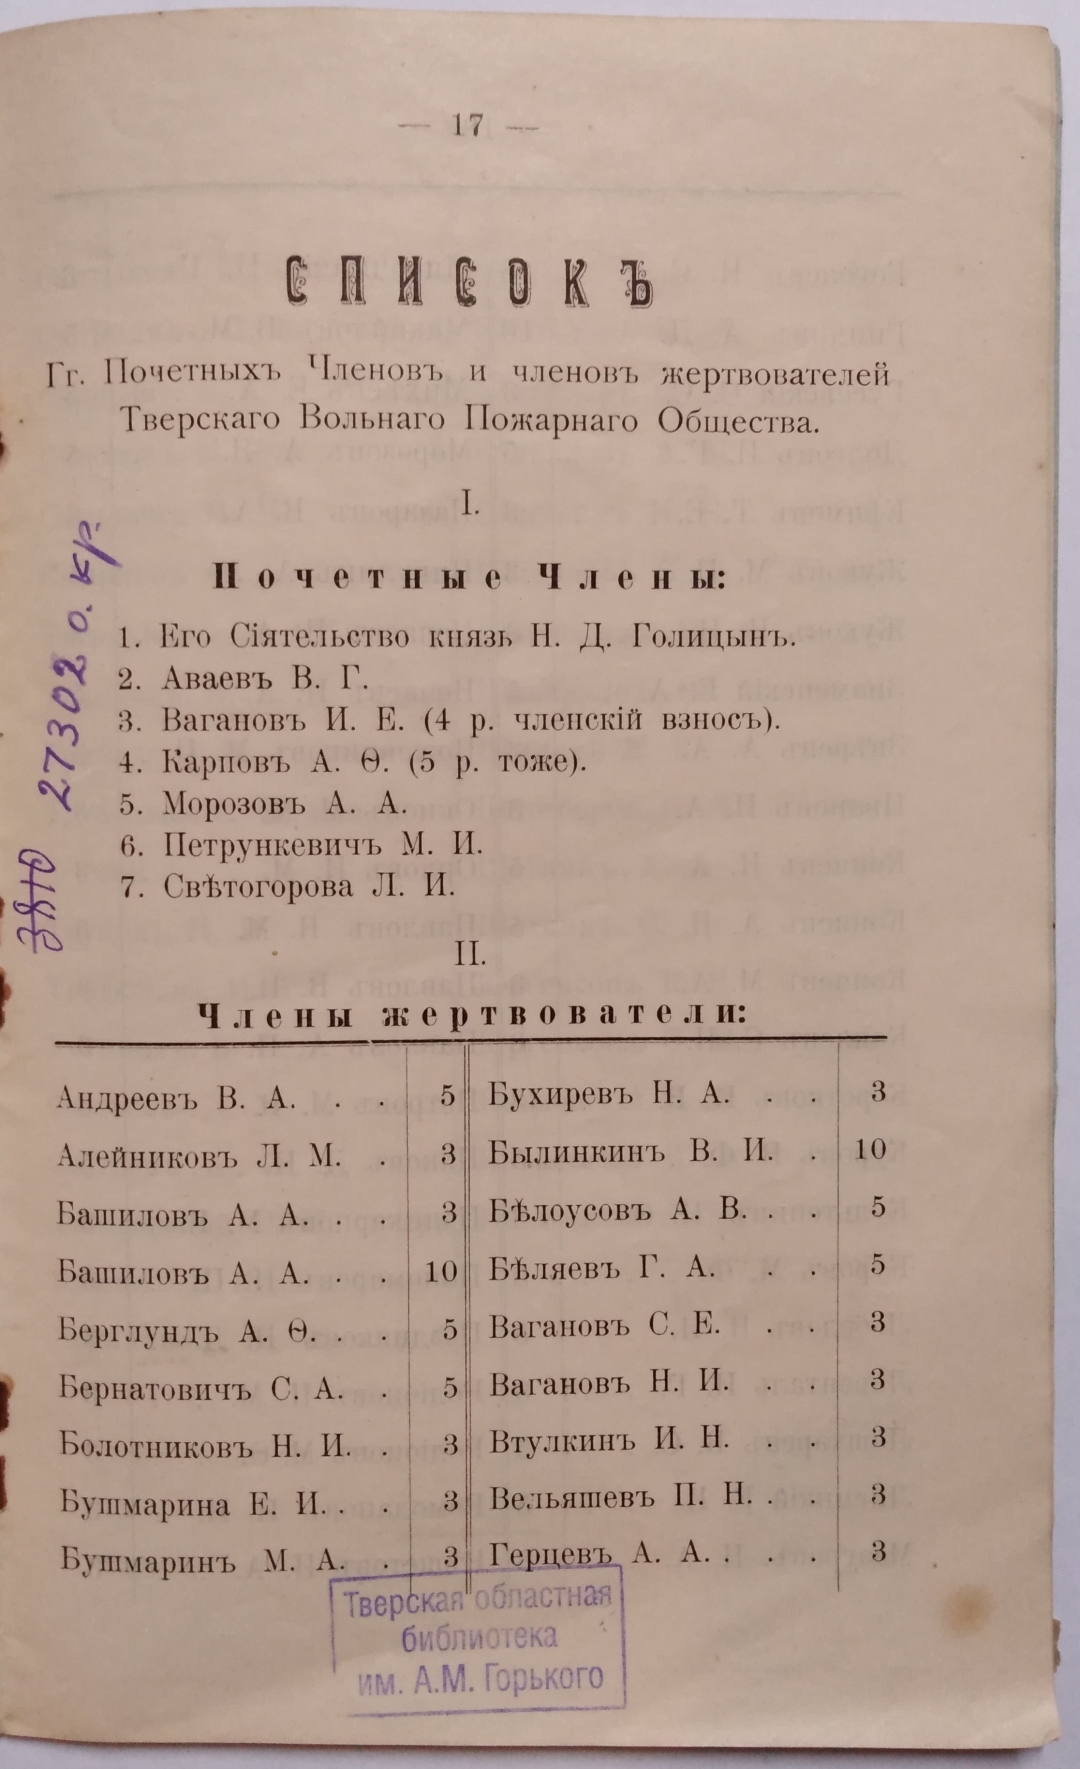 — 17 —
СПИСОКЪ
Гг. Почетныхъ Членовъ и членовъ жертвователей
Тверскаго Вольнаго Пожарнаго Общества.
I.
Почетные Члены:
1. Его Сіятельство князь Н. Д. Голицынъ.
2. Аваевъ В. Г.
3. Вагановъ И. Е. (4 р. членскій взносъ).
4. Карповъ А. Ѳ. (5 р. тоже).
5. Морозовъ А. А.
6. Петрункевичъ М. И.
7. Свѣтогорова Л. И.
II.
Члены жертвователи:
Андреевъ В. А. . . 5
Алейниковъ Л. М. . 3
Башиловъ А. А. . . 3
Башиловъ А. А. . . 10
Берглундъ А. Ѳ. . . 5
Бернатовичъ С. А. . 5
Болотниковъ Н. И. . 3
Бушмарина Е. И. . . 3
Бушмаринъ М. А. . 3
Бухиревъ Н. А. . . 3
Былинкинъ В. И. . 10
Бѣлоусовъ А. В. . . 5
Бѣляевъ Г. А. . . 5
Вагановъ С. Е. . . 3
Вагановъ Н. И. . . 3
Втулкинъ И. Н. . . 3
Вельяшевъ П. Н. . . 3
Герцевъ А. А. . . . 3
27302 о. кр.
Тверская областная
библиотека
им. А.М. Горького